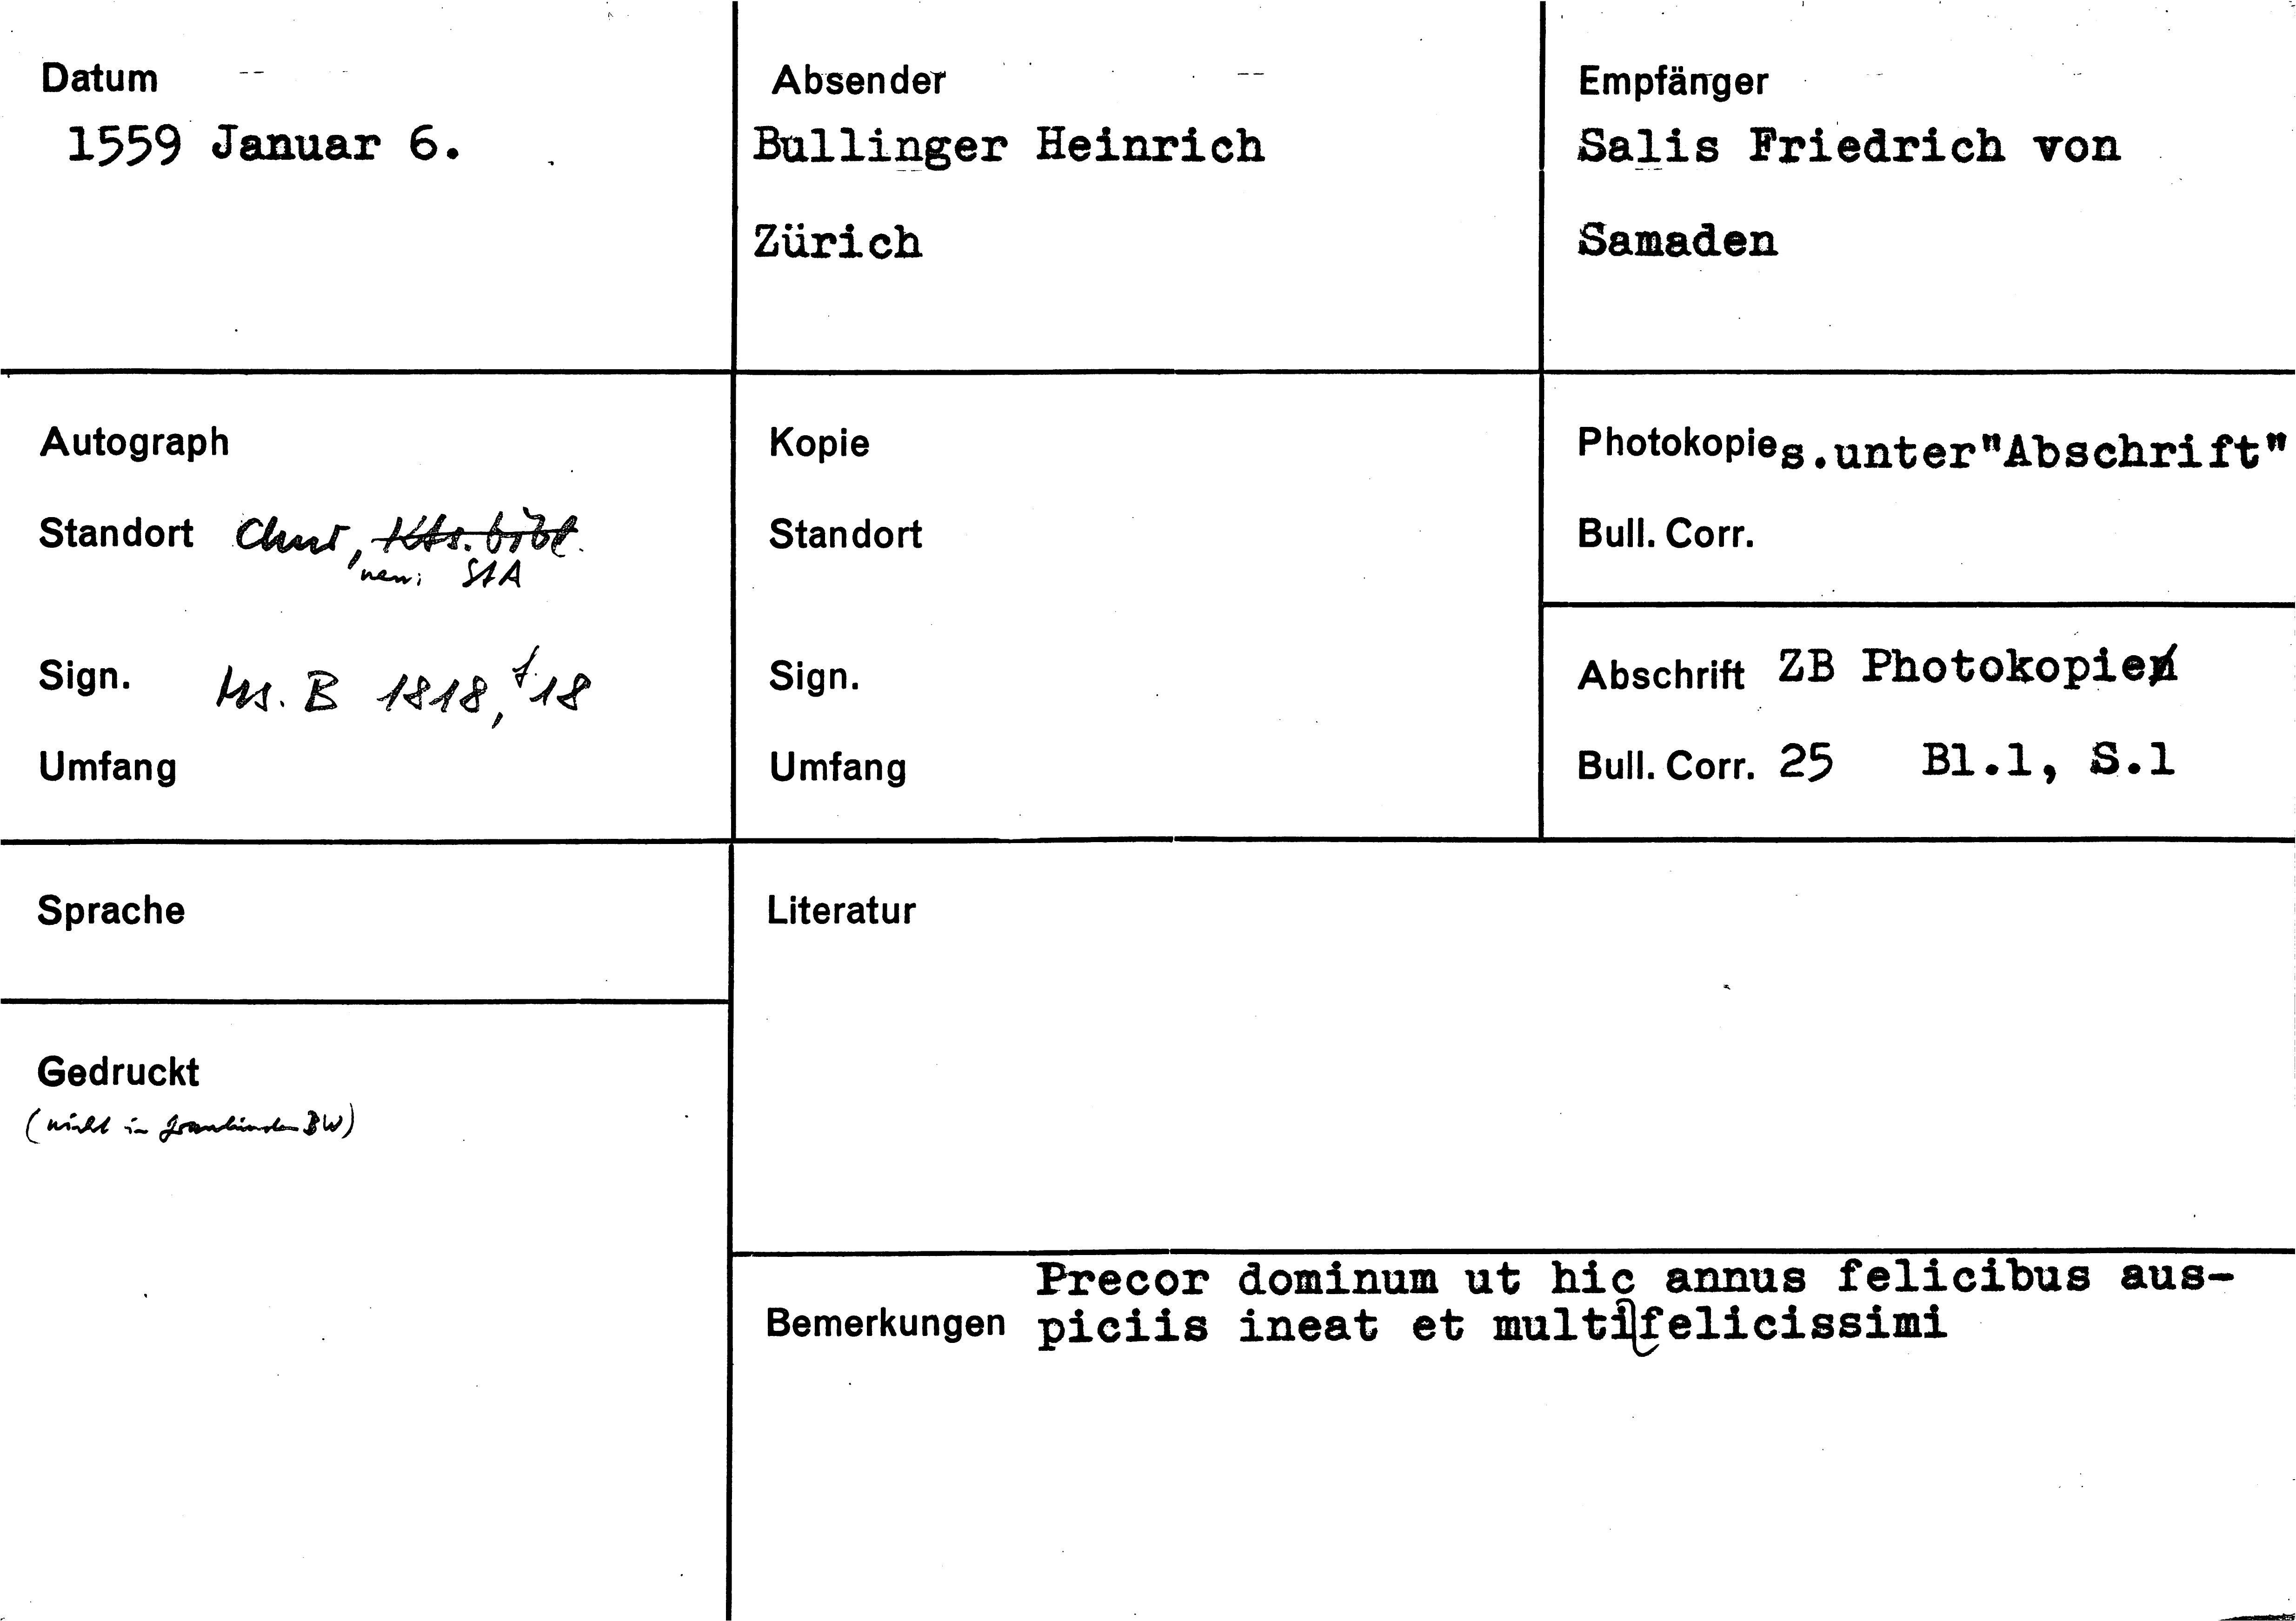 Datum
1559 Januar 6.
Absender
Bullinger Heinrich
Zürich
Empfänger
Salis Friedrich von
Samaden
Autograph
Standort Chur, Kts. bibl.
neu: StA
Sign. Ms. B 1818, f. 18
Umfang
Kopie
Standort
Sign.
Umfang
Photokopie s.unter"Abschrift"
Bull. Corr.
Abschrift ZB Photokopien
Bull. Corr. 25 Bl.1, S.1
Sprache
Gedruckt
(nicht in Graubünden BW)
Literatur
Bemerkungen
Precor dominum ut hic annus felicibus aus-
piciis ineat et multi felicissimi